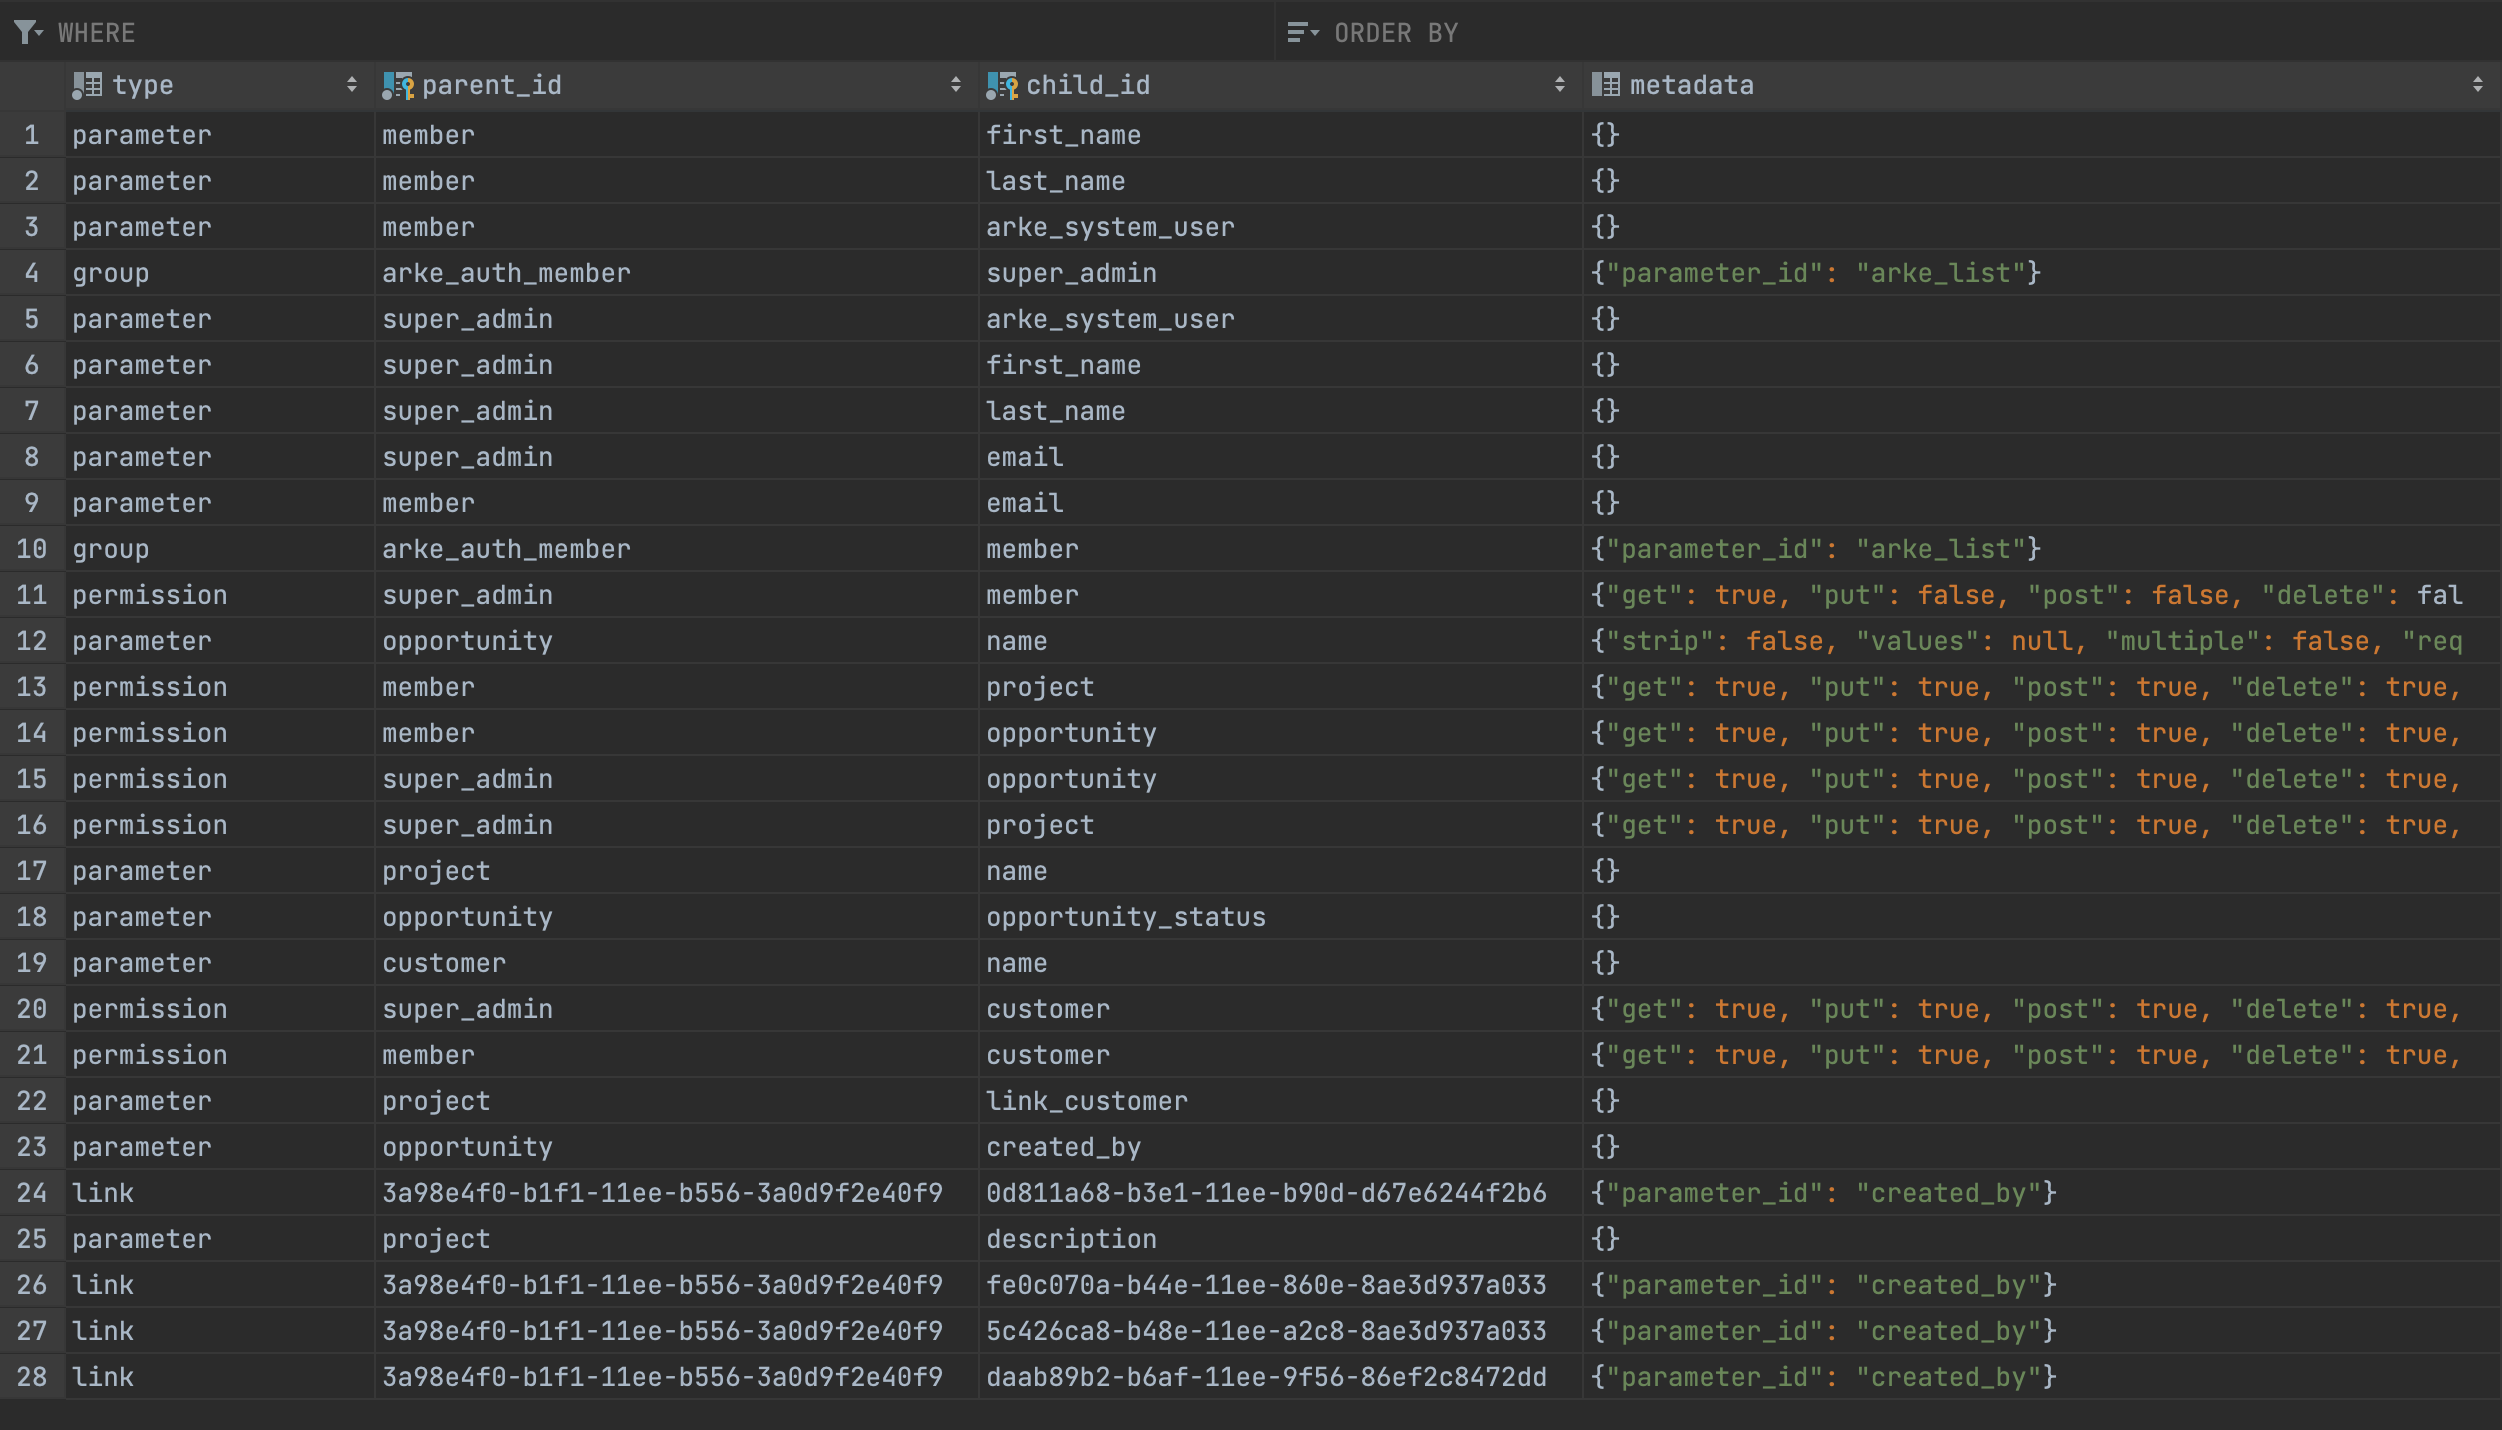 WHERE ORDER BY
type parent_id child_id metadata
1 parameter member first_name {}
2 parameter member last_name {}
3 parameter member arke_system_user {}
4 group arke_auth_member super_admin {"parameter_id": "arke_list"}
5 parameter super_admin arke_system_user {}
6 parameter super_admin first_name {}
7 parameter super_admin last_name {}
8 parameter super_admin email {}
9 parameter member email {}
10 group arke_auth_member member {"parameter_id": "arke_list"}
11 permission super_admin member {"get": true, "put": false, "post": false, "delete": fal
12 parameter opportunity name {"strip": false, "values": null, "multiple": false, "req
13 permission member project {"get": true, "put": true, "post": true, "delete": true,
14 permission member opportunity {"get": true, "put": true, "post": true, "delete": true,
15 permission super_admin opportunity {"get": true, "put": true, "post": true, "delete": true,
16 permission super_admin project {"get": true, "put": true, "post": true, "delete": true,
17 parameter project name {}
18 parameter opportunity opportunity_status {}
19 parameter customer name {}
20 permission super_admin customer {"get": true, "put": true, "post": true, "delete": true,
21 permission member customer {"get": true, "put": true, "post": true, "delete": true,
22 parameter project link_customer {}
23 parameter opportunity created_by {}
24 link 3a98e4f0-b1f1-11ee-b556-3a0d9f2e40f9 0d811a68-b3e1-11ee-b90d-d67e6244f2b6 {"parameter_id": "created_by"}
25 parameter project description {}
26 link 3a98e4f0-b1f1-11ee-b556-3a0d9f2e40f9 fe0c070a-b44e-11ee-860e-8ae3d937a033 {"parameter_id": "created_by"}
27 link 3a98e4f0-b1f1-11ee-b556-3a0d9f2e40f9 5c426ca8-b48e-11ee-a2c8-8ae3d937a033 {"parameter_id": "created_by"}
28 link 3a98e4f0-b1f1-11ee-b556-3a0d9f2e40f9 daab89b2-b6af-11ee-9f56-86ef2c8472dd {"parameter_id": "created_by"}